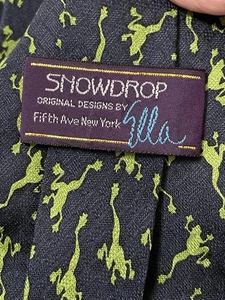 SNOWDROP
ORIGINAL DESIGNS BY
Fifth Ave New York Ella